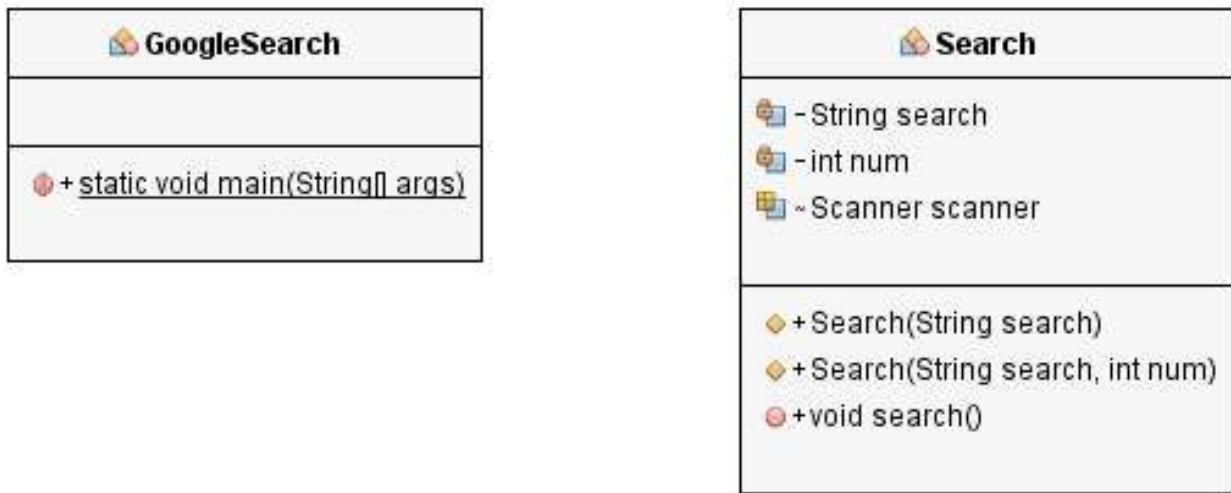 GoogleSearch
+ static void main(String[] args)
Search
- String search
- int num
~ Scanner scanner
+ Search(String search)
+ Search(String search, int num)
+ void search()